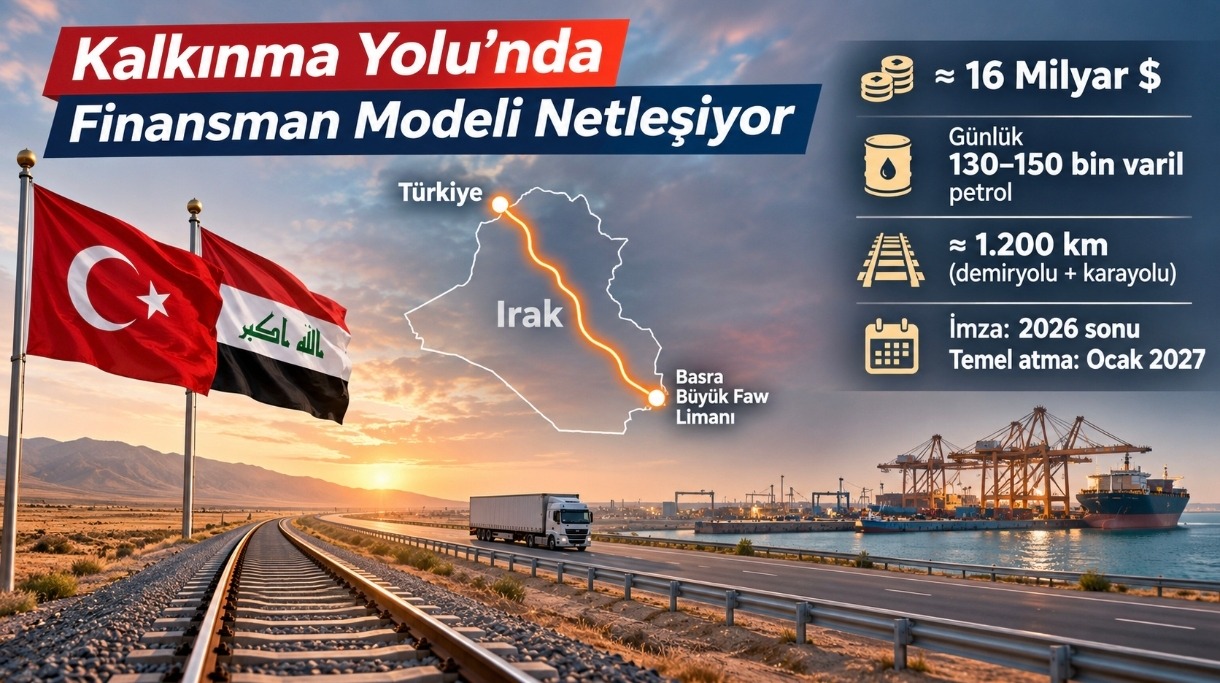 Kalkınma Yolu’nda
Finansman Modeli Netleşiyor
≈ 16 Milyar $
Günlük
130–150 bin varil
petrol
≈ 1.200 km
(demiryolu + karayolu)
İmza: 2026 sonu
Temel atma: Ocak 2027
Türkiye
Irak
Basra
Büyük Faw
Limanı